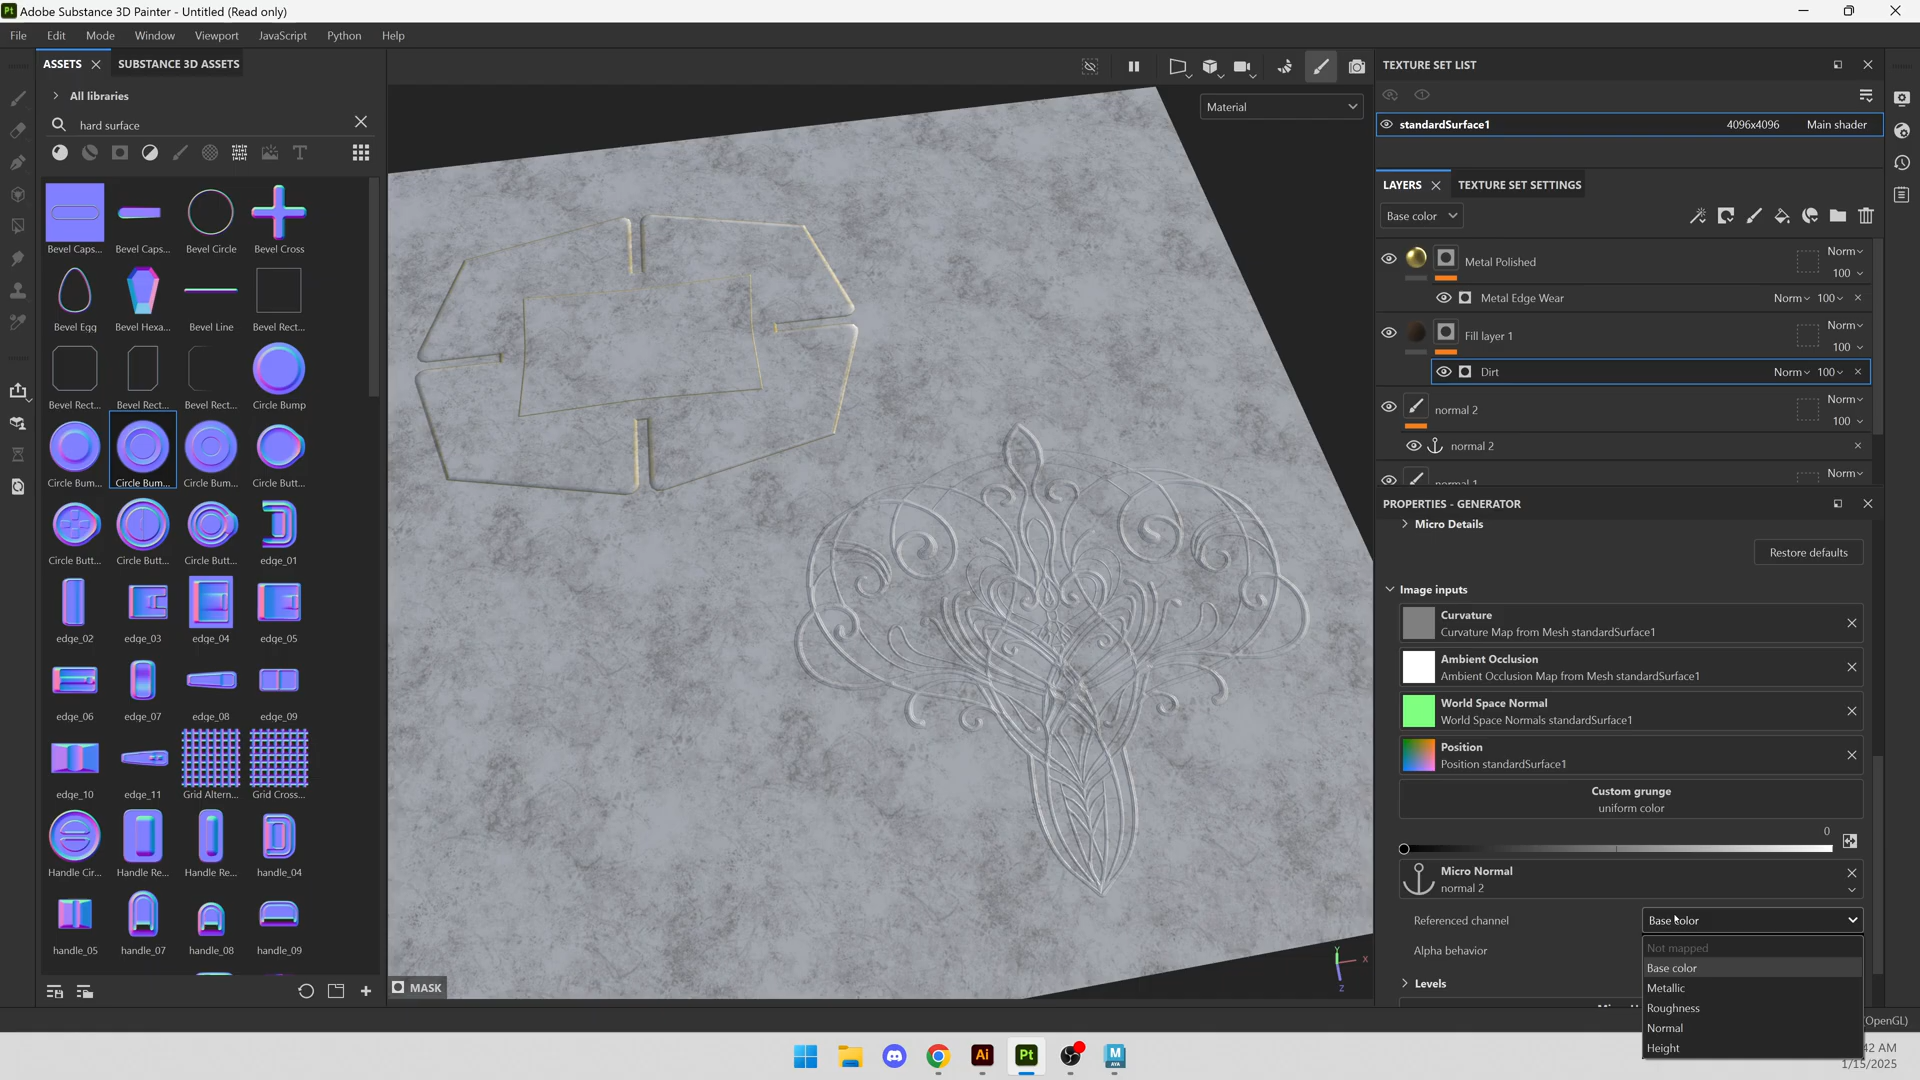 Adobe Substance 3D Painter - Untitled (Read only)
File Edit Mode Window Viewport JavaScript Python Help
ASSETS SUBSTANCE 3D ASSETS
All libraries
hard surface
Bevel Caps... Bevel Caps... Bevel Circle Bevel Cross
Bevel Egg Bevel Hexa... Bevel Line Bevel Rect...
Bevel Rect... Bevel Rect... Bevel Rect... Circle Bump
Circle Bum... Circle Bum... Circle Bum... Circle Butt...
Circle Butt... Circle Butt... Circle Butt... edge_01
edge_02 edge_03 edge_04 edge_05
edge_06 edge_07 edge_08 edge_09
edge_10 edge_11 Grid Altern... Grid Cross...
Handle Cir... Handle Re... Handle Re... handle_04
handle_05 handle_07 handle_08 handle_09
Material
MASK
Y
X
Z
TEXTURE SET LIST
standardSurface1 4096x4096 Main shader
LAYERS TEXTURE SET SETTINGS
Base color
Metal Polished Norm 100
Metal Edge Wear Norm 100
Fill layer 1 Norm 100
Dirt Norm 100
normal 2 Norm 100
normal 2
normal 1 Norm
PROPERTIES - GENERATOR
Micro Details
Restore defaults
Image inputs
Curvature
Curvature Map from Mesh standardSurface1
Ambient Occlusion
Ambient Occlusion Map from Mesh standardSurface1
World Space Normal
World Space Normals standardSurface1
Position
Position standardSurface1
Custom grunge
uniform color
0
Micro Normal
normal 2
Referenced channel Base color
Alpha behavior
Not mapped
Base color
Metallic
Roughness
Normal
Height
Levels
(OpenGL)
Pt
Ai
Pt
M
42 AM
1/15/2025